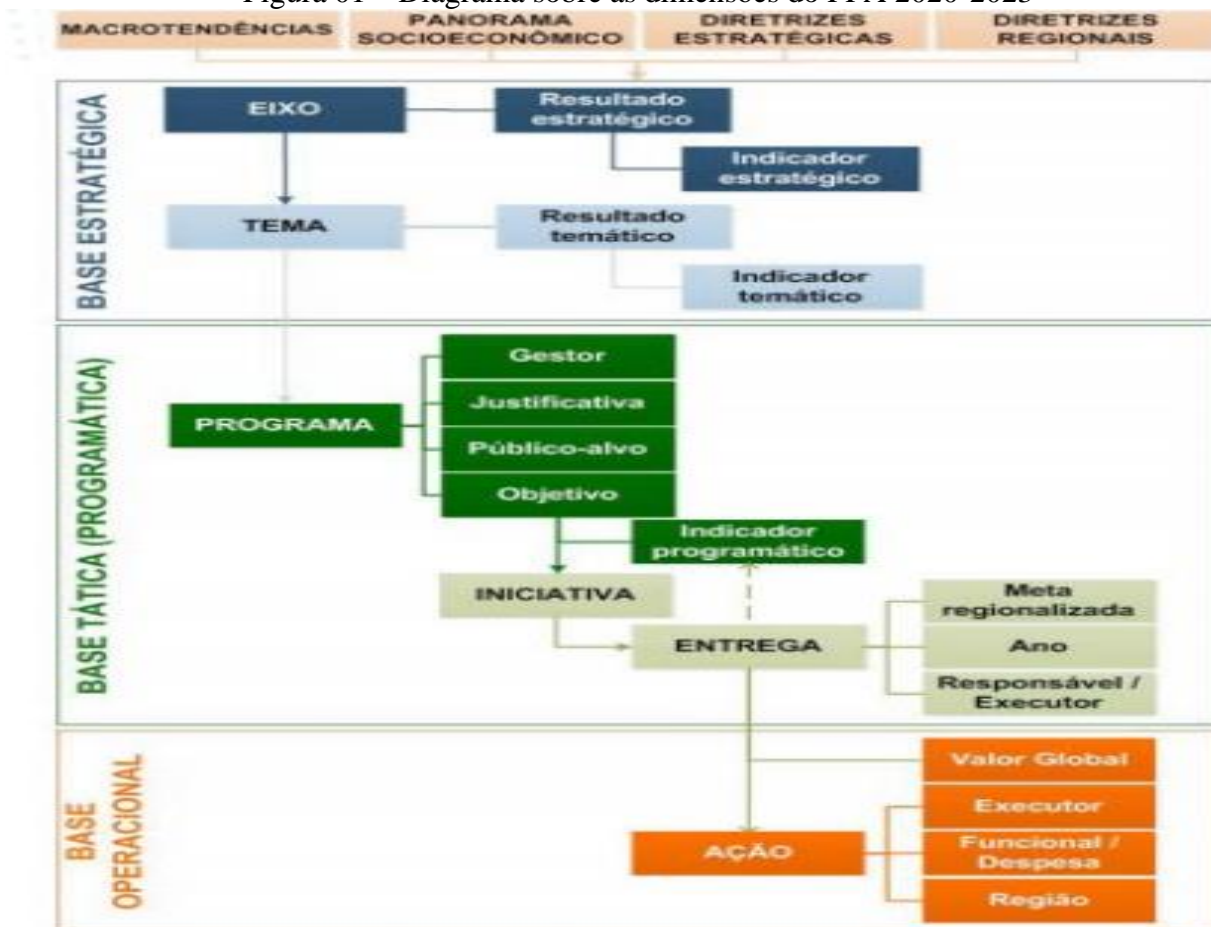 Figura 01 – Diagrama sobre as dimensões do PPA 2020-2023
MACROTENDÊNCIAS
PANORAMA
SOCIOECONÔMICO
DIRETRIZES
ESTRATÉGICAS
DIRETRIZES
REGIONAIS
BASE ESTRATÉGICA
EIXO
Resultado
estratégico
Indicador
estratégico
TEMA
Resultado
temático
Indicador
temático
BASE TÁTICA (PROGRAMÁTICA)
PROGRAMA
Gestor
Justificativa
Público-alvo
Objetivo
Indicador
programático
INICIATIVA
ENTREGA
Meta
regionalizada
Ano
Responsável /
Executor
BASE
OPERACIONAL
Valor Global
AÇÃO
Executor
Funcional /
Despesa
Região